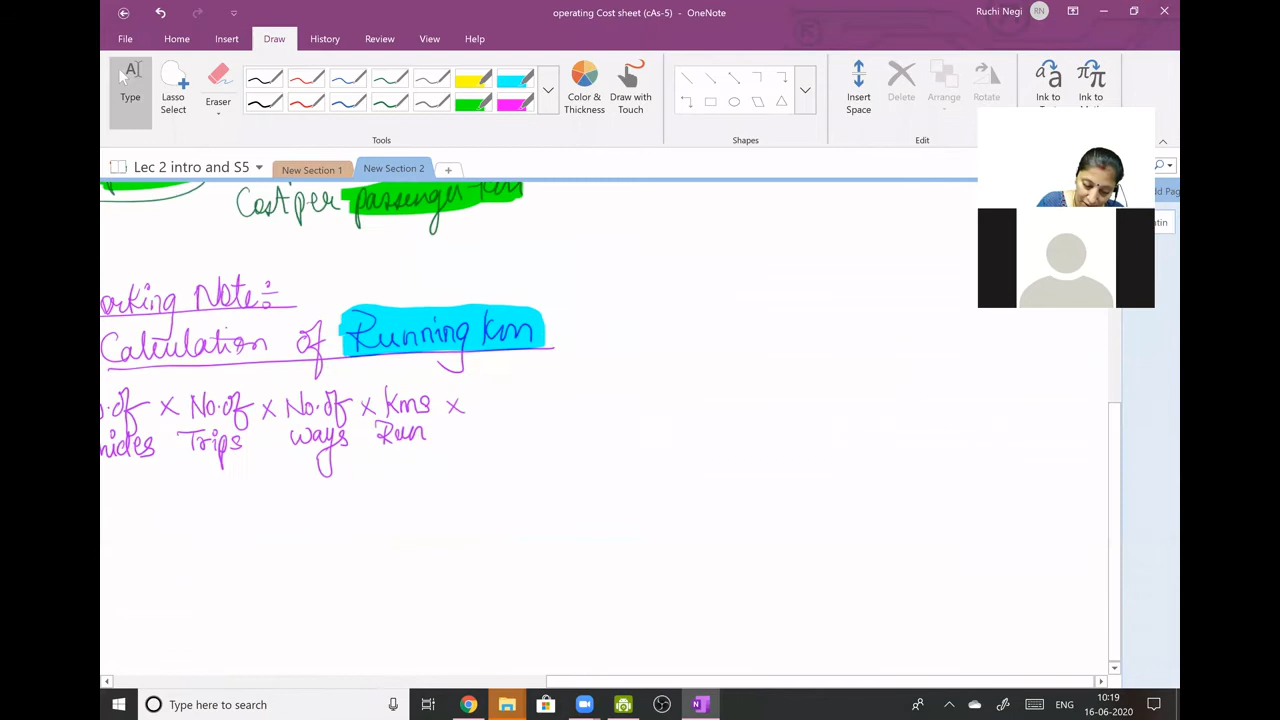 operating Cost sheet (cAs-5) - OneNote
Ruchi Negi RN
File Home Insert Draw History Review View Help
Type
Lasso Select
Eraser
Color & Thickness
Draw with Touch
Insert Space
Delete
Arrange
Rotate
Ink to
Ink to
Tools Shapes Edit
Lec 2 intro and S5 New Section 1 New Section 2
Cost per passenger-km
orking Note:-
Calculation of Running km
o.of × No.of × No.of × Kms ×
hicles Trips ways Run
Type here to search
ENG
10:19
16-06-2020